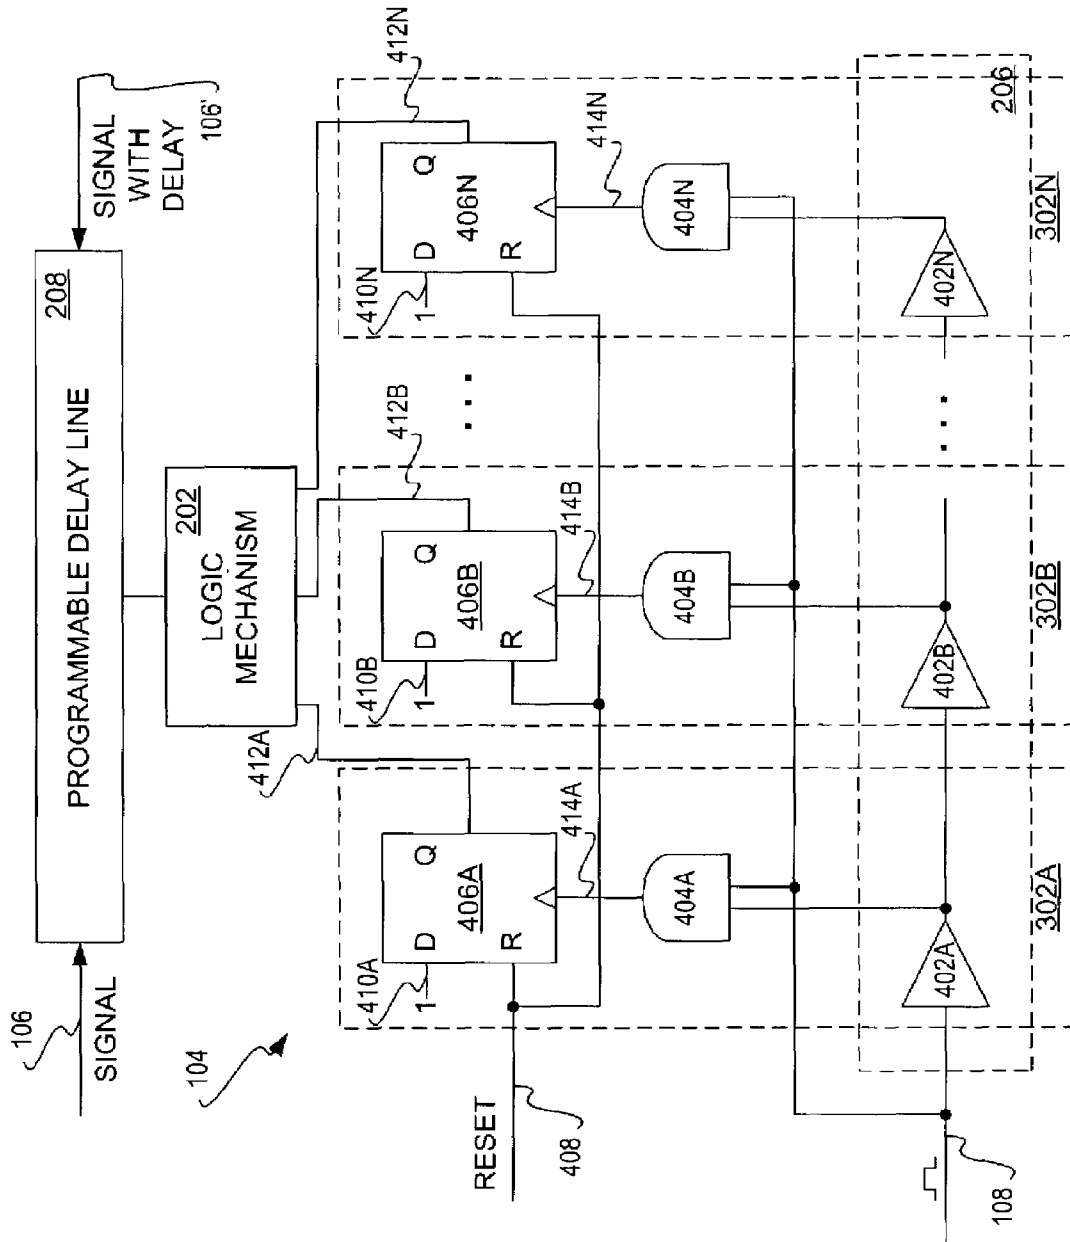 106
SIGNAL
PROGRAMMABLE DELAY LINE
208
SIGNAL
WITH
DELAY
106'
104
202
LOGIC
MECHANISM
412A
412B
412N
RESET
408
410A
1
D
Q
R
406A
414A
404A
410B
1
D
Q
R
406B
414B
404B
. . .
410N
1
D
Q
R
406N
414N
404N
108
402A
402B
. . .
402N
206
302A
302B
302N